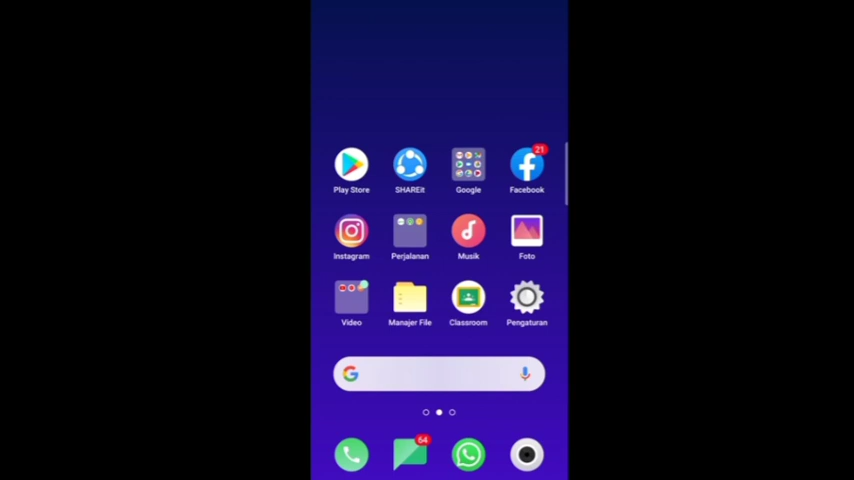 21
Play Store SHAREit Google Facebook
Instagram Perjalanan Musik Foto
Video Manajer File Classroom Pengaturan
64